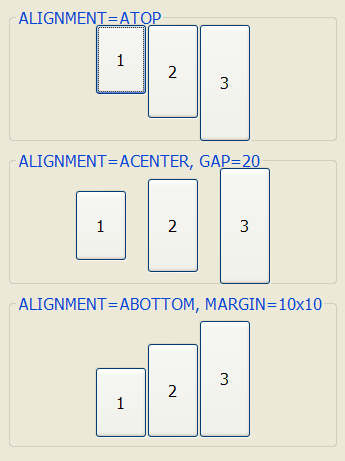 ALIGNMENT=ATOP
1 2 3
ALIGNMENT=ACENTER, GAP=20
1 2 3
ALIGNMENT=ABOTTOM, MARGIN=10x10
1 2 3